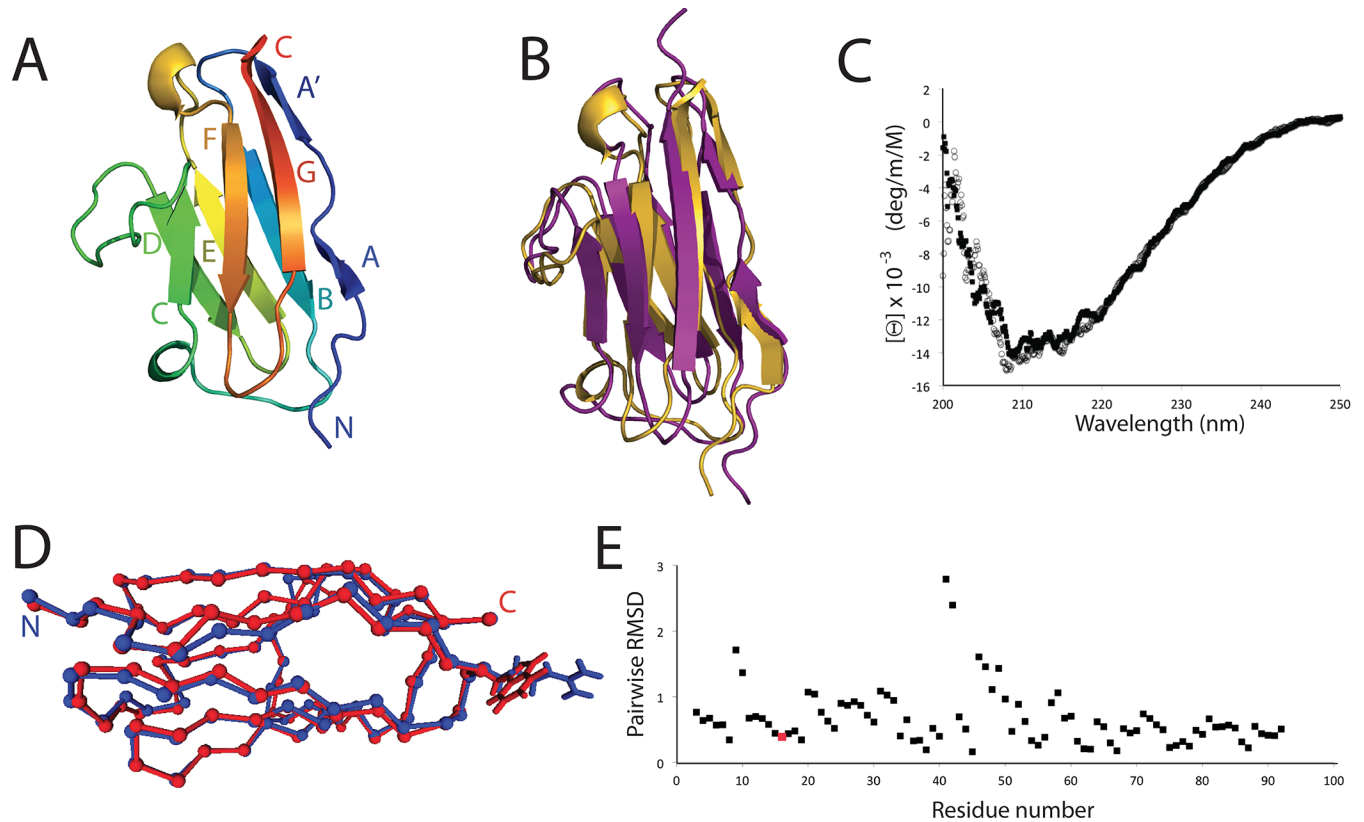 A
C
A’
F
G
D
E
A
B
C
N
B
C
[Θ] x 10⁻³ (deg/m/M)
2
0
-2
-4
-6
-8
-10
-12
-14
-16
200
210
220
230
240
250
Wavelength (nm)
D
N
C
E
Pairwise RMSD
3
2
1
0
0
10
20
30
40
50
60
70
80
90
100
Residue number